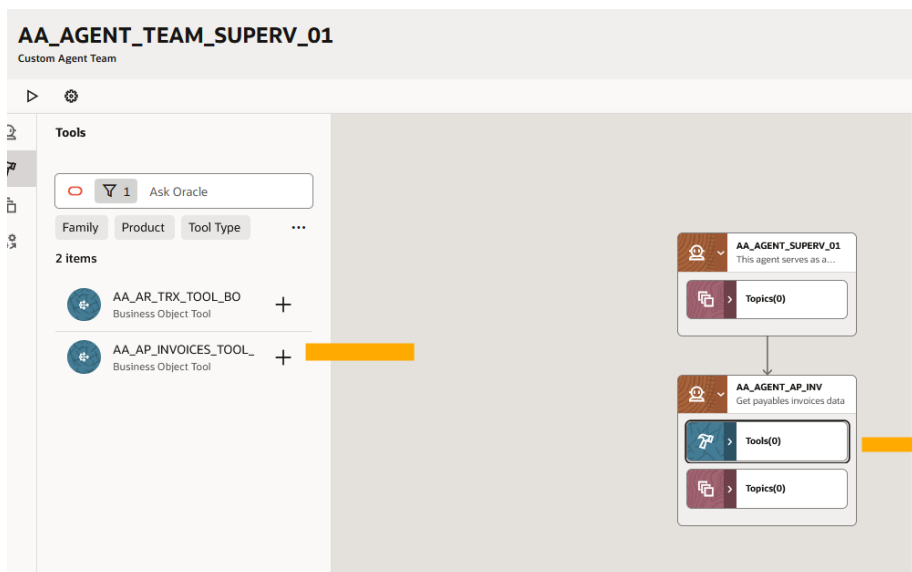 AA_AGENT_TEAM_SUPERV_01
Custom Agent Team
Tools
1 Ask Oracle
Family Product Tool Type ...
2 items
AA_AR_TRX_TOOL_BO
Business Object Tool
AA_AP_INVOICES_TOOL_
Business Object Tool
AA_AGENT_SUPERV_01
This agent serves as a...
Topics(0)
AA_AGENT_AP_INV
Get payables invoices data
Tools(0)
Topics(0)